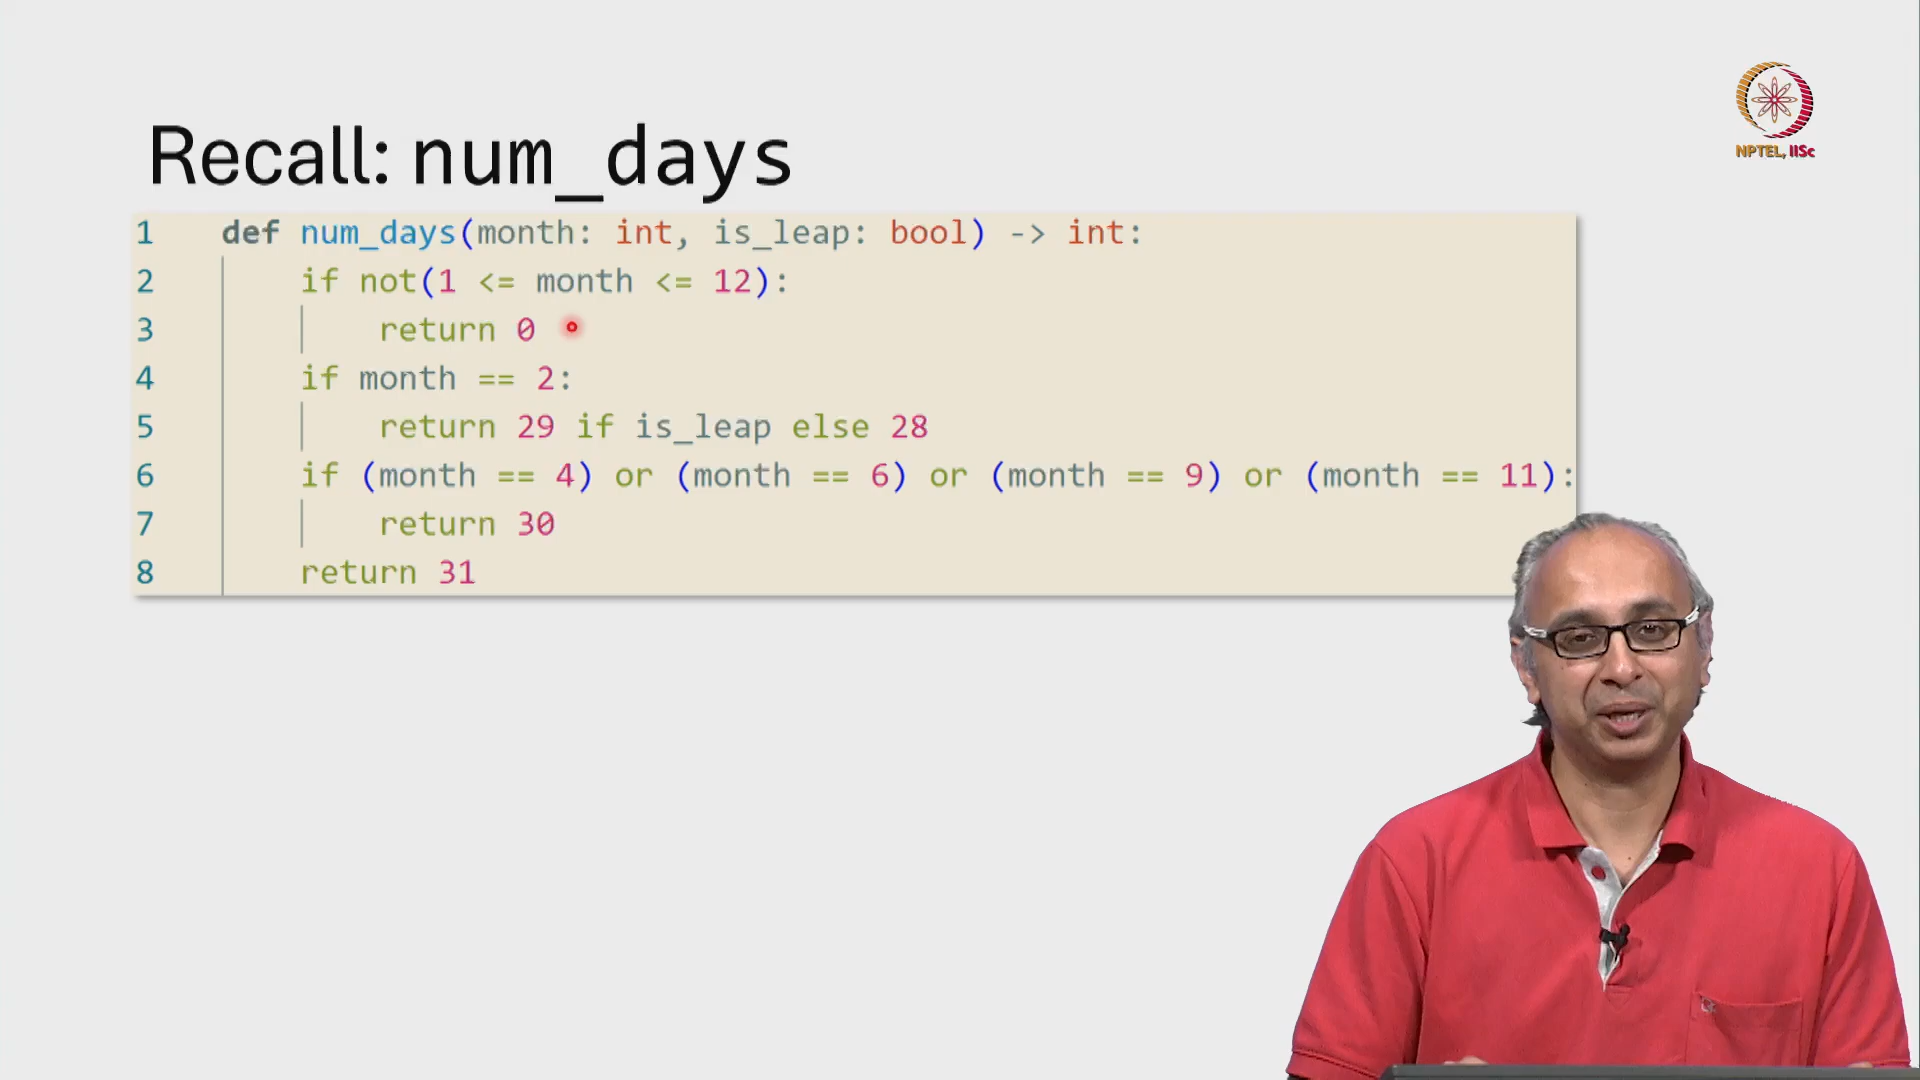 NPTEL, IISc
Recall: num_days
1 def num_days(month: int, is_leap: bool) -> int:
2 if not(1 <= month <= 12):
3 return 0
4 if month == 2:
5 return 29 if is_leap else 28
6 if (month == 4) or (month == 6) or (month == 9) or (month == 11):
7 return 30
8 return 31